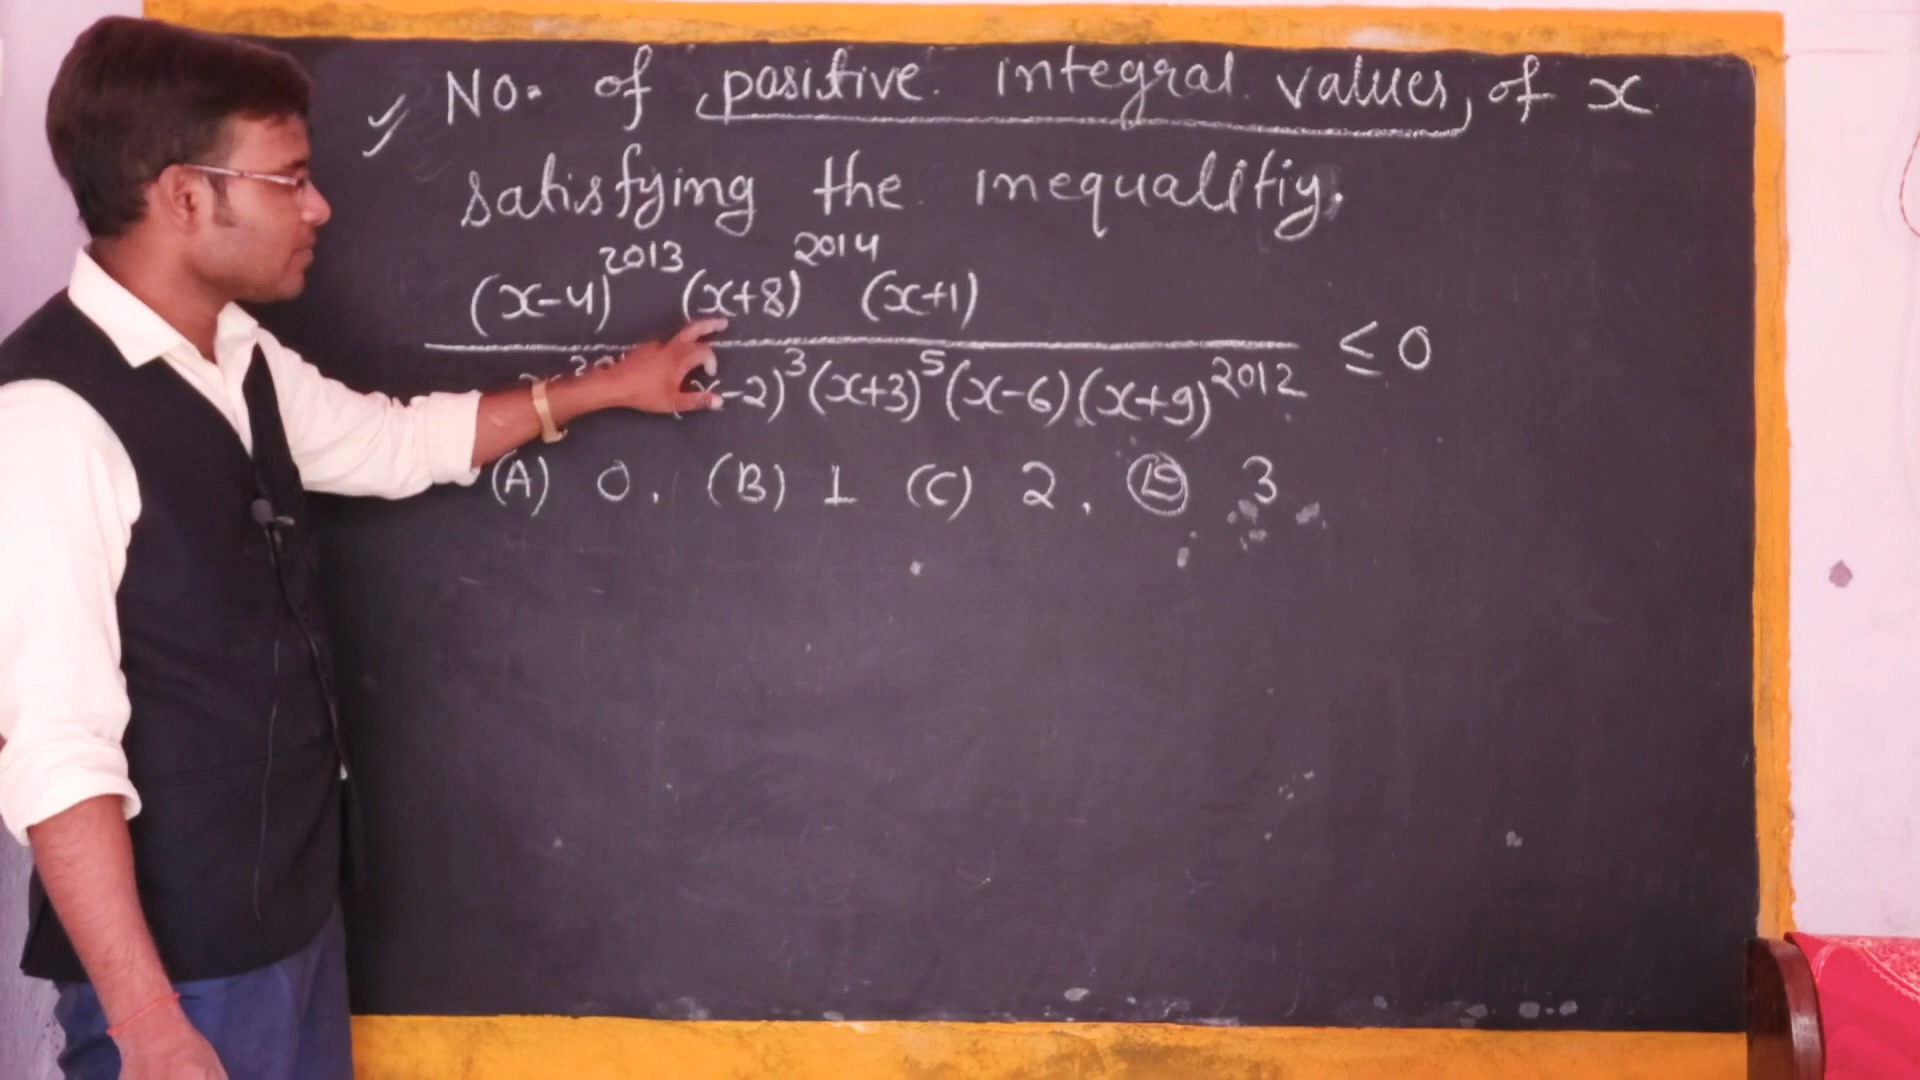 No. of positive integral values, of x
satisfying the inequalitiy.
(x-4)^2013 (x+8)^2014 (x+1)
x-2)^3 (x+3)^5 (x-6) (x+9)^2012 ≤ 0
(A) 0. (B) 1 (C) 2, (D) 3